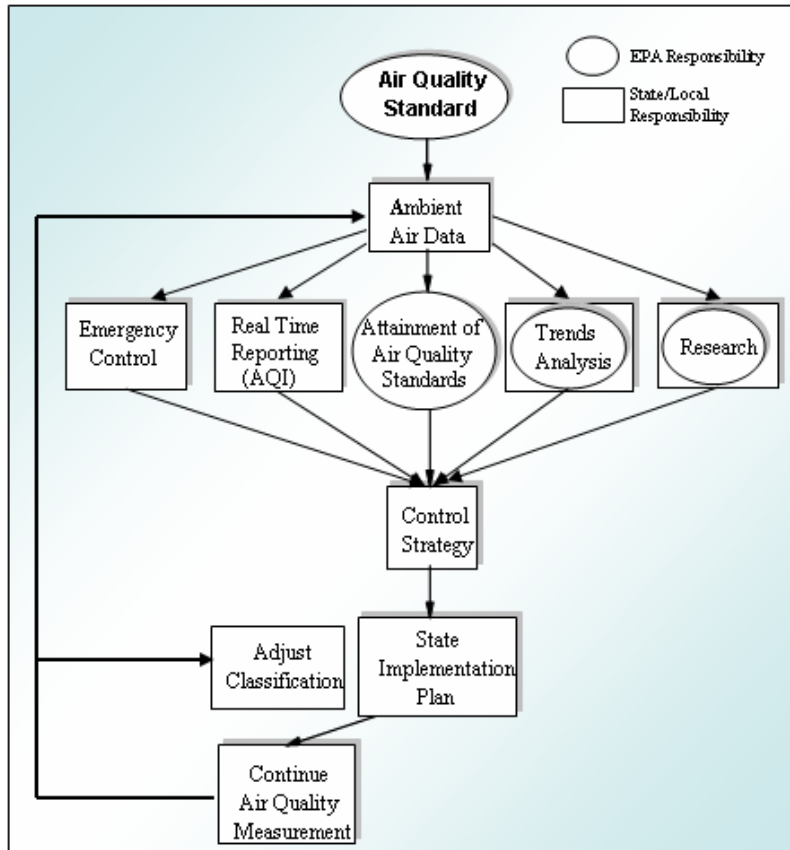 EPA Responsibility
State/Local
Responsibility
Air Quality
Standard
Ambient
Air Data
Emergency
Control
Real Time
Reporting
(AQI)
Attainment of
Air Quality
Standards
Trends
Analysis
Research
Control
Strategy
State
Implementation
Plan
Adjust
Classification
Continue
Air Quality
Measurement